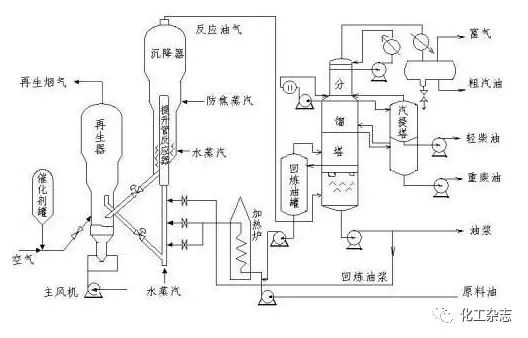 反应油气
沉降器
富气
粗汽油
再生烟气
防焦蒸汽
提升管反应器
再生器
水蒸汽
催化剂罐
空气
主风机
水蒸汽
加热炉
回炼油罐
分
馏
塔
汽提塔
轻柴油
重柴油
油浆
回炼油浆
原料油
化工杂志